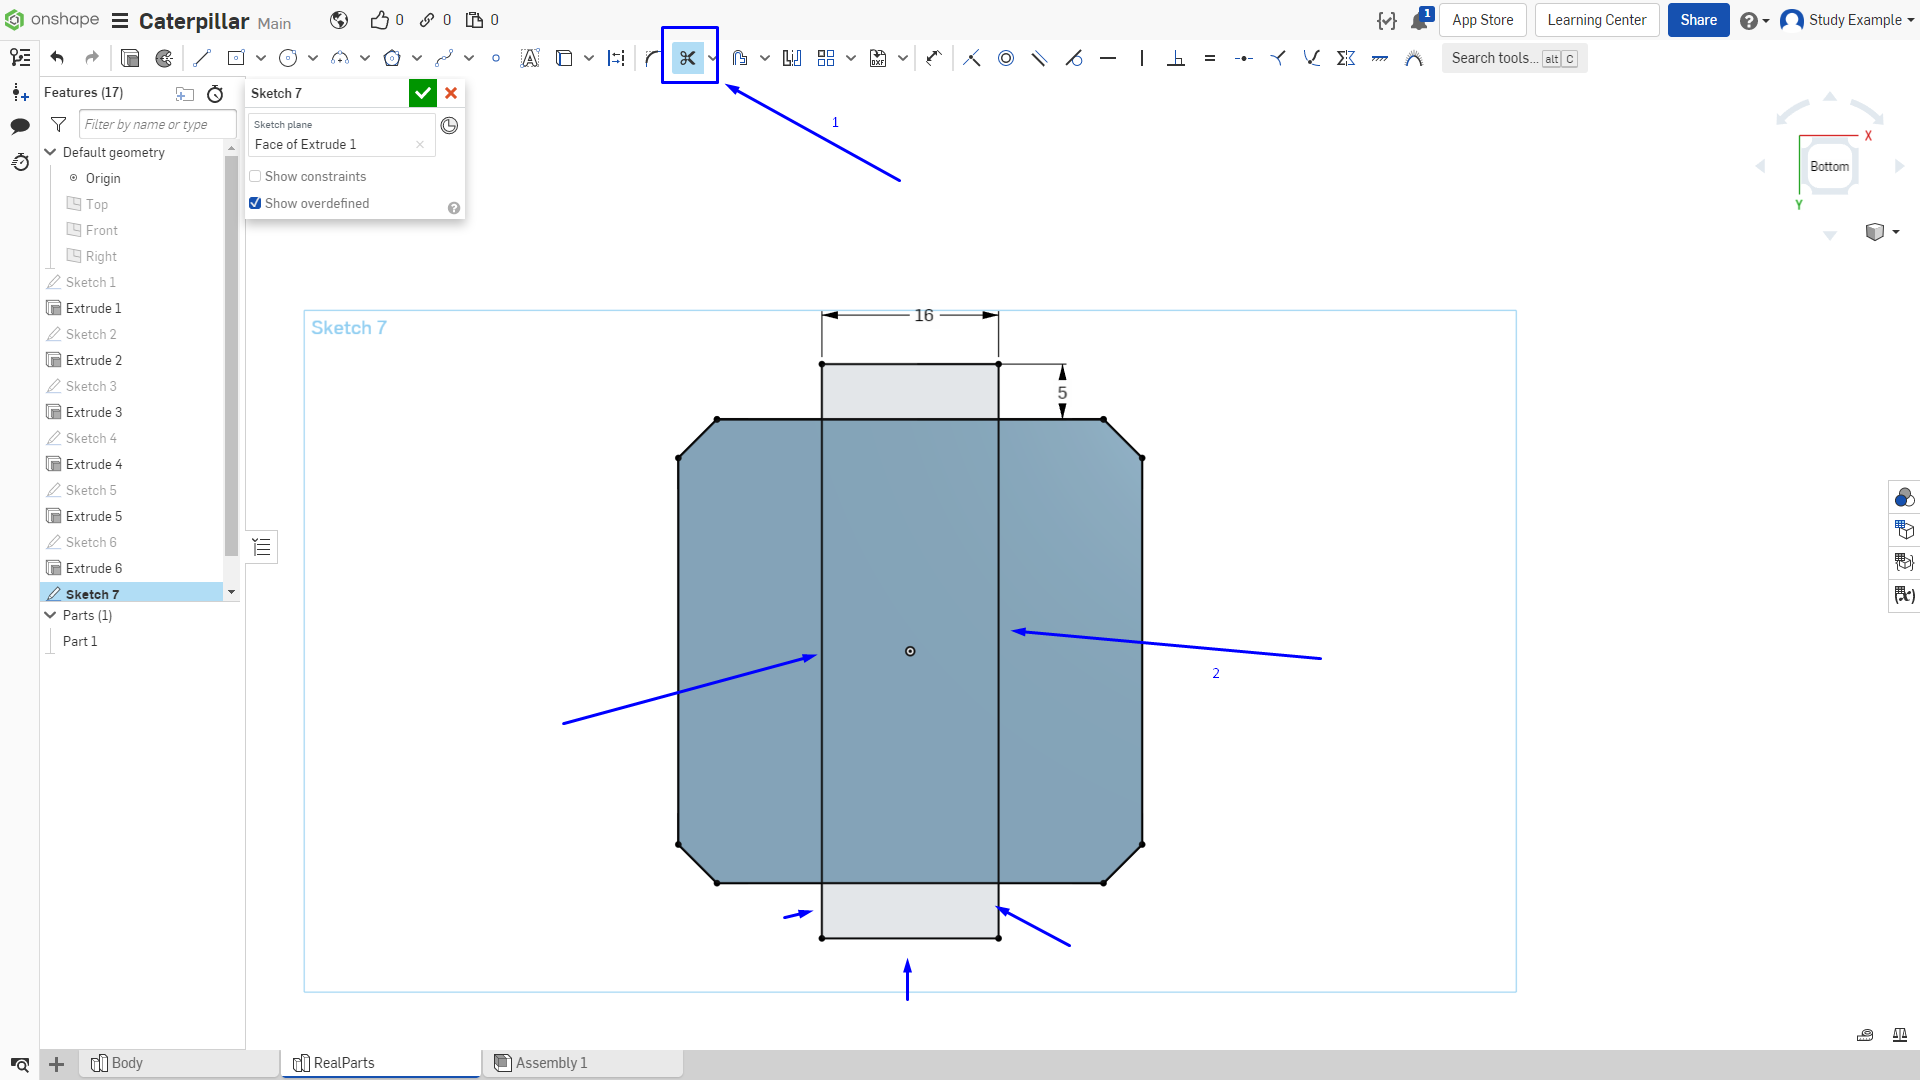 onshape
Caterpillar Main
0
0
0
1
App Store
Learning Center
Share
Study Example
Search tools... alt C
Features (17)
Filter by name or type
Default geometry
Origin
Top
Front
Right
Sketch 1
Extrude 1
Sketch 2
Extrude 2
Sketch 3
Extrude 3
Sketch 4
Extrude 4
Sketch 5
Extrude 5
Sketch 6
Extrude 6
Sketch 7
Parts (1)
Part 1
Sketch 7
Sketch plane
Face of Extrude 1
Show constraints
Show overdefined
1
X
Bottom
Y
Sketch 7
16
5
2
Body
RealParts
Assembly 1